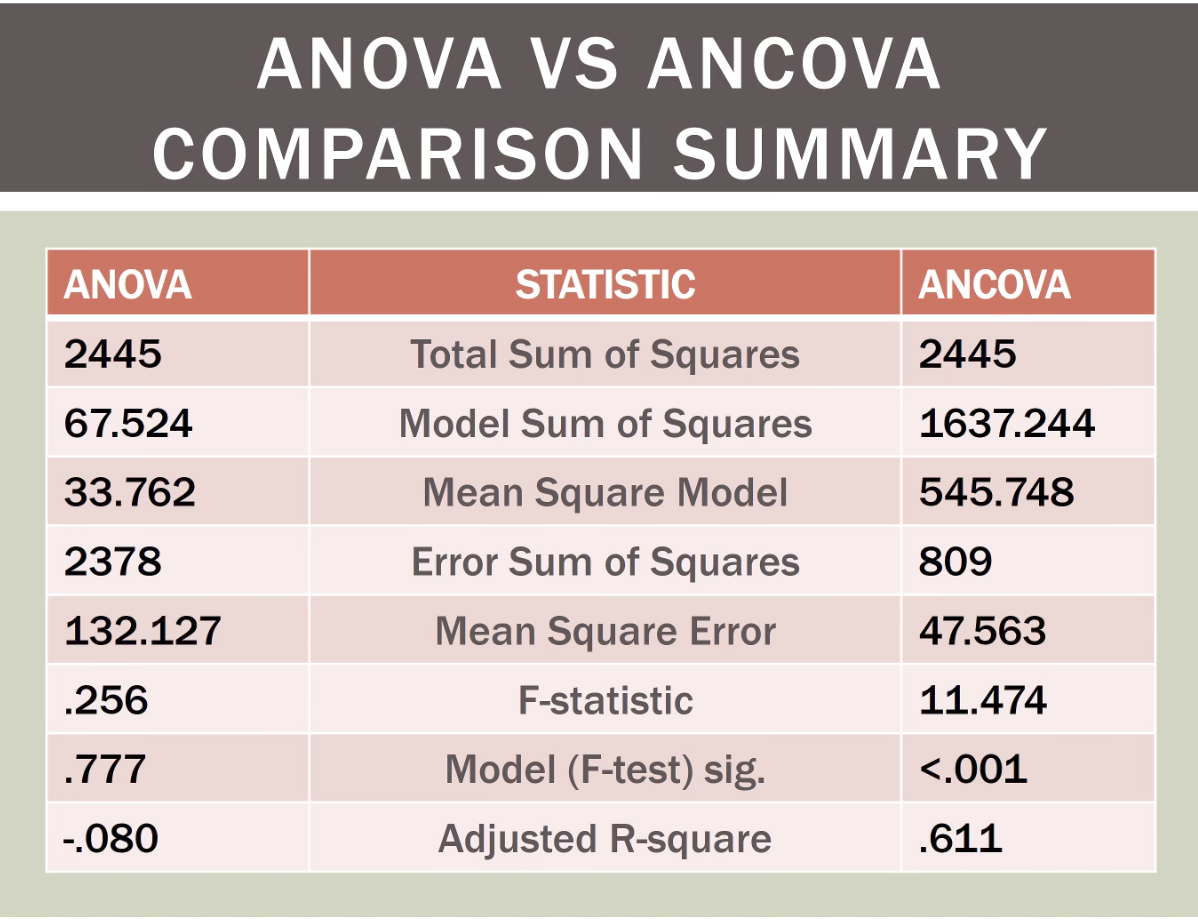 ANOVA VS ANCOVA
COMPARISON SUMMARY
ANOVA STATISTIC ANCOVA
2445 Total Sum of Squares 2445
67.524 Model Sum of Squares 1637.244
33.762 Mean Square Model 545.748
2378 Error Sum of Squares 809
132.127 Mean Square Error 47.563
.256 F-statistic 11.474
.777 Model (F-test) sig. <.001
-.080 Adjusted R-square .611